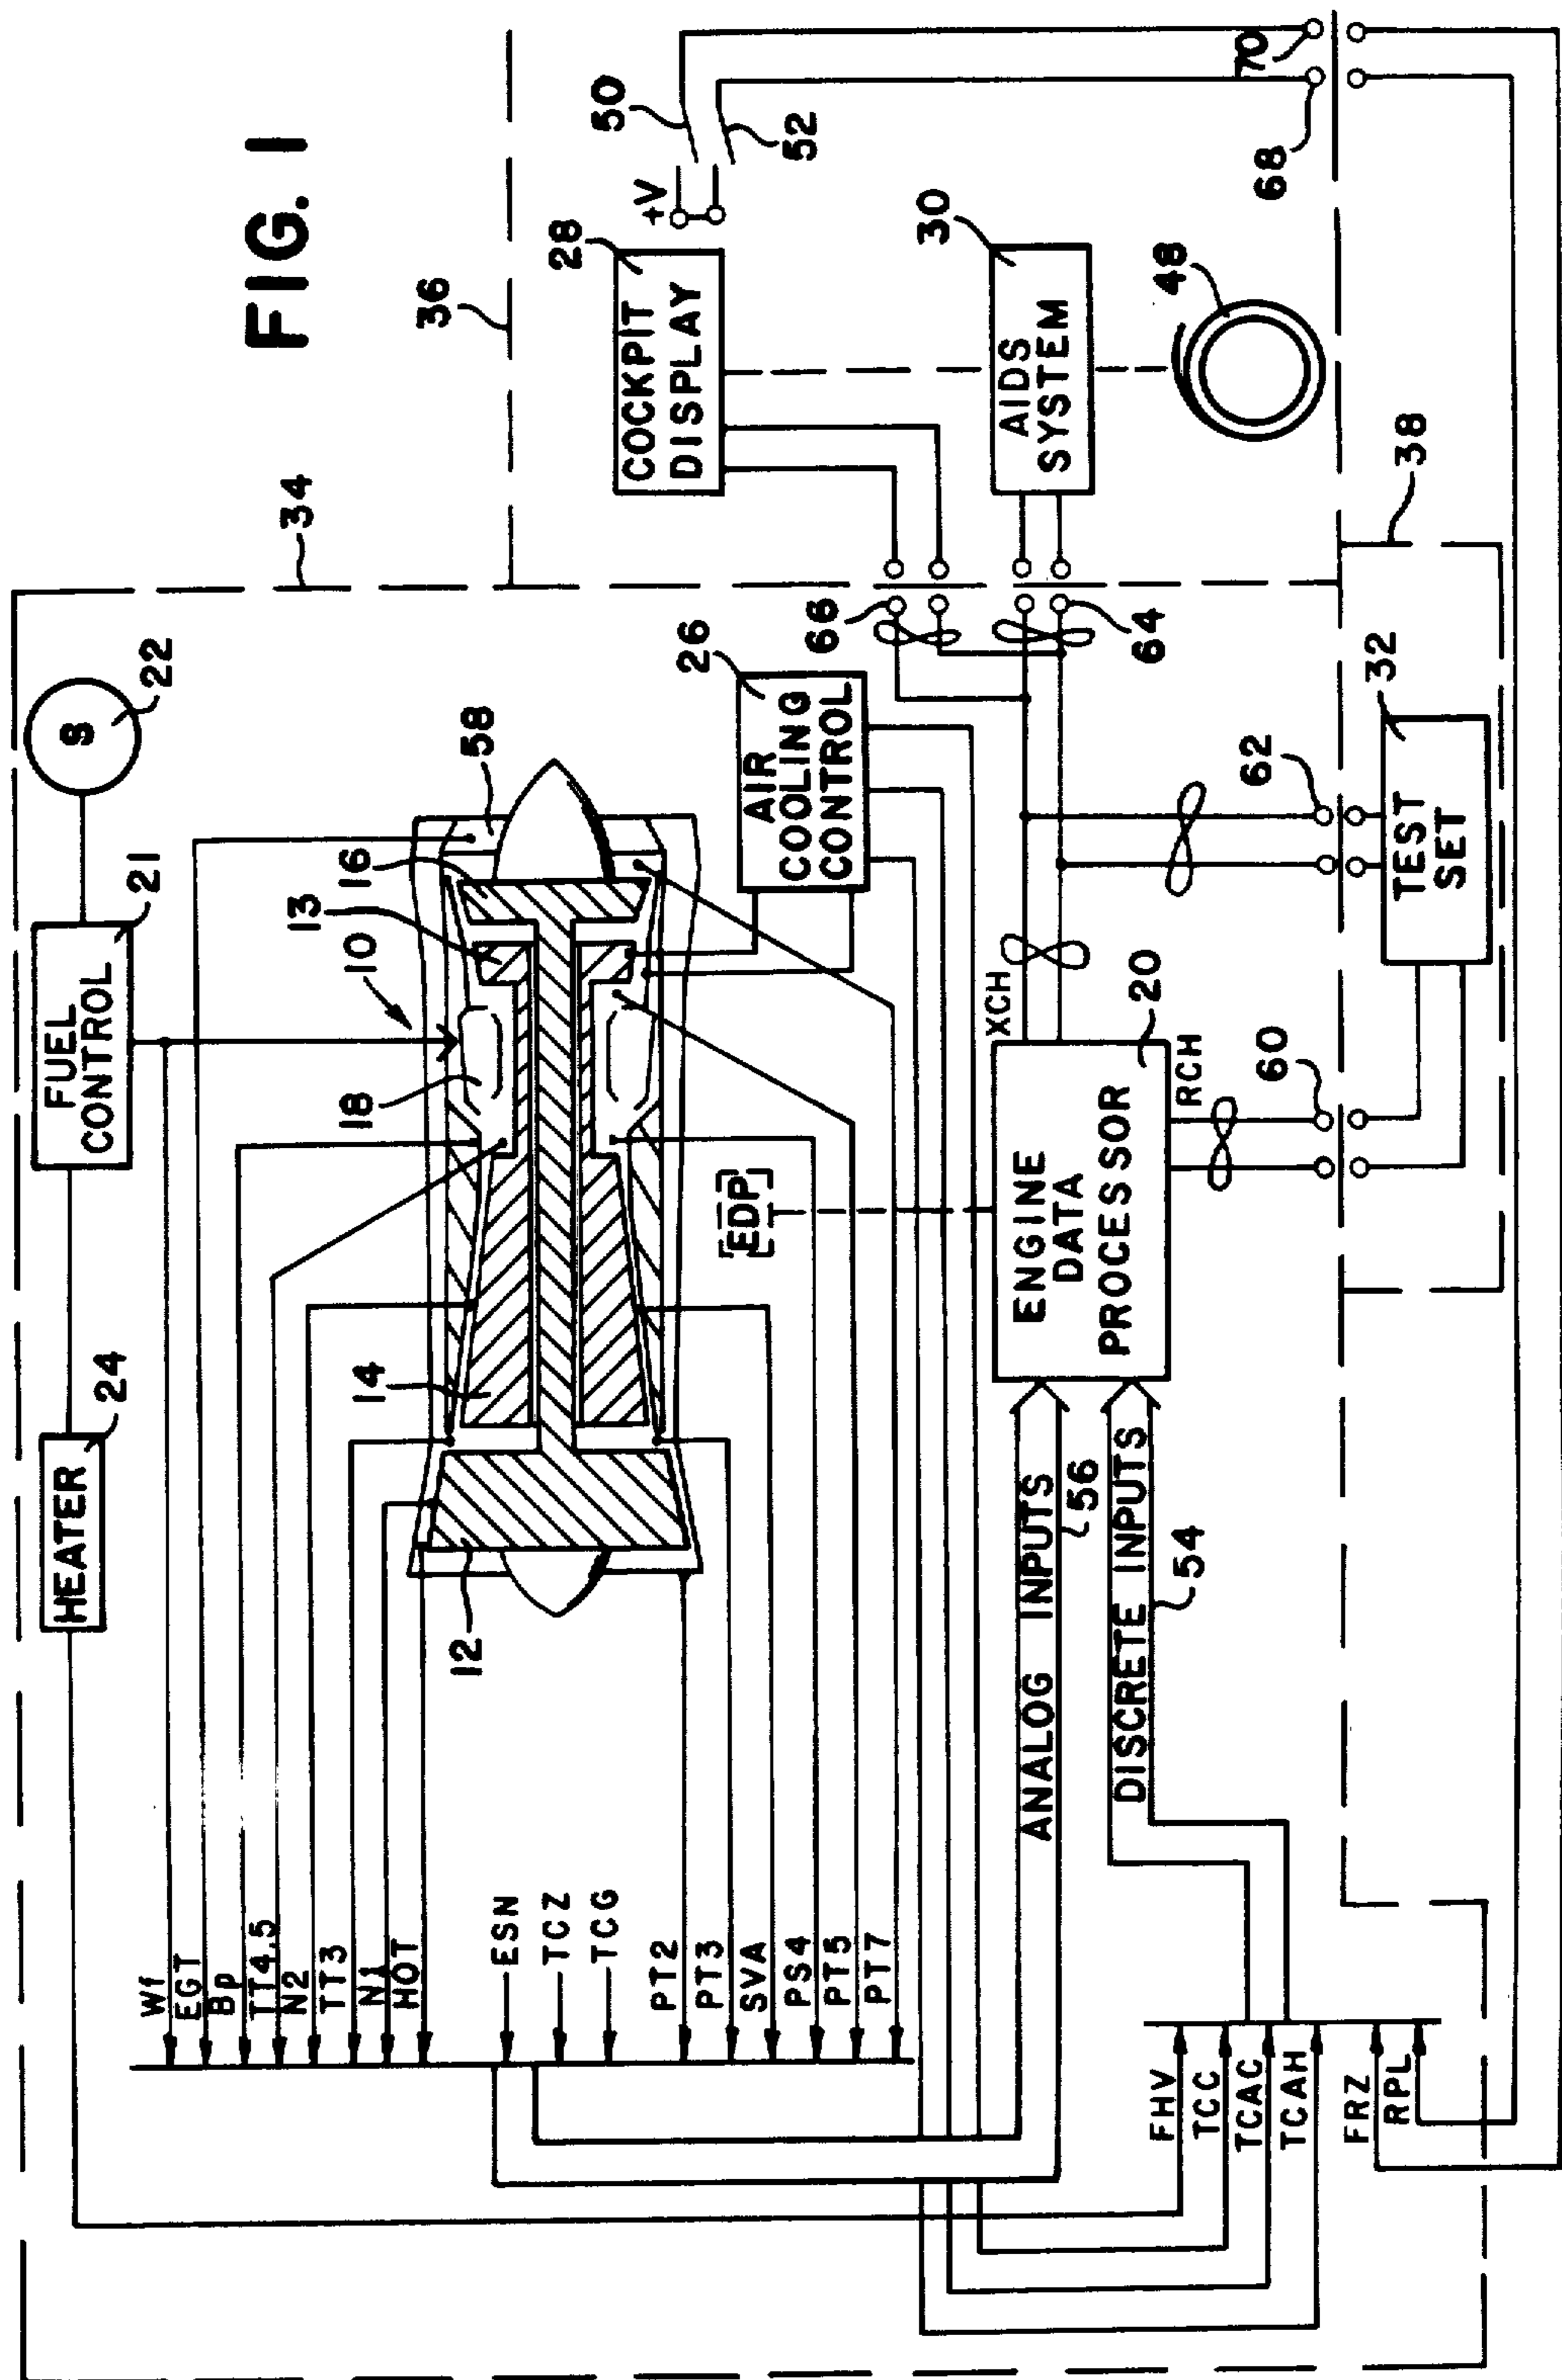 FIG. 1
34
36
22
S
21
FUEL
CONTROL
24
HEATER
58
16
13
10
18
14
12
28
COCKPIT
DISPLAY
+V
50
52
30
AIDS
SYSTEM
48
26
AIR
COOLING
CONTROL
66
64
[EDP]
XCH
ENGINE
DATA
PROCESSOR
20
RCH
60
62
32
TEST
SET
38
68
70
Wf
EGT
Bp
TT4.5
N2
TT3
N1
HOT
ESN
TCZ
TCG
PT2
PT3
SVA
PS4
PT5
PT7
ANALOG INPUTS
56
DISCRETE INPUTS
54
FHV
TCC
TCAC
TCAH
FRZ
RPL